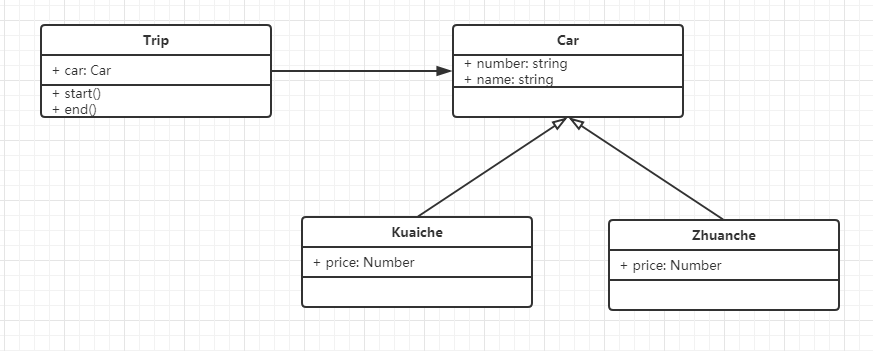 Trip
+ car: Car
+ start()
+ end()
Car
+ number: string
+ name: string
Kuaiche
+ price: Number
Zhuanche
+ price: Number